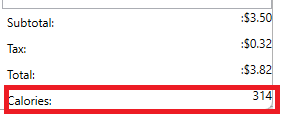 Subtotal: :$3.50
Tax: :$0.32
Total: :$3.82
Calories: 314